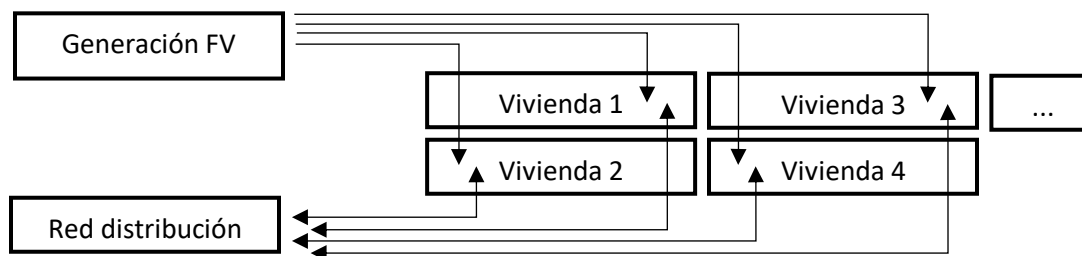 Generación FV
Vivienda 1
Vivienda 3
...
Vivienda 2
Vivienda 4
Red distribución